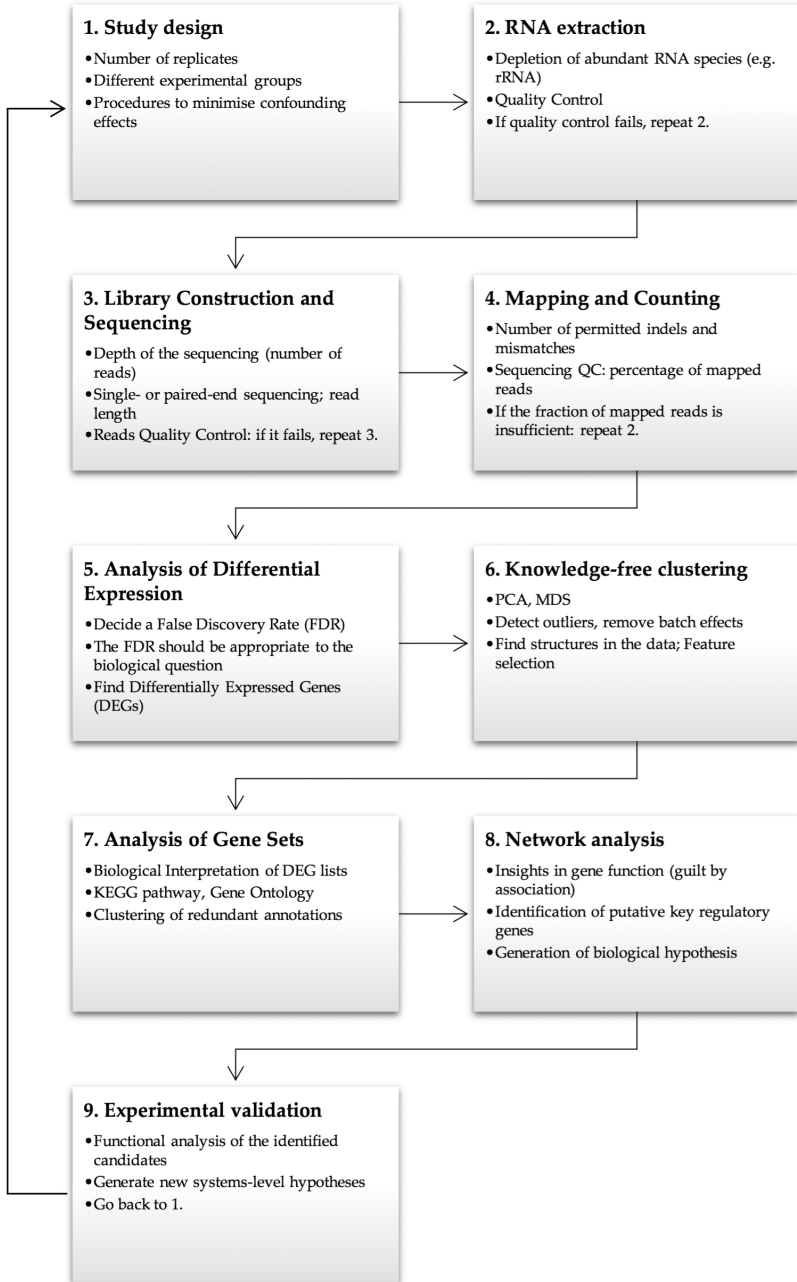 1. Study design
•Number of replicates
•Different experimental groups
•Procedures to minimise confounding
effects
2. RNA extraction
•Depletion of abundant RNA species (e.g.
rRNA)
•Quality Control
•If quality control fails, repeat 2.
3. Library Construction and
Sequencing
•Depth of the sequencing (number of
reads)
•Single- or paired-end sequencing; read
length
•Reads Quality Control: if it fails, repeat 3.
4. Mapping and Counting
•Number of permitted indels and
mismatches
•Sequencing QC: percentage of mapped
reads
•If the fraction of mapped reads is
insufficient: repeat 2.
5. Analysis of Differential
Expression
•Decide a False Discovery Rate (FDR)
•The FDR should be appropriate to the
biological question
•Find Differentially Expressed Genes
(DEGs)
6. Knowledge-free clustering
•PCA, MDS
•Detect outliers, remove batch effects
•Find structures in the data; Feature
selection
7. Analysis of Gene Sets
•Biological Interpretation of DEG lists
•KEGG pathway, Gene Ontology
•Clustering of redundant annotations
8. Network analysis
•Insights in gene function (guilt by
association)
•Identification of putative key regulatory
genes
•Generation of biological hypothesis
9. Experimental validation
•Functional analysis of the identified
candidates
•Generate new systems-level hypotheses
•Go back to 1.